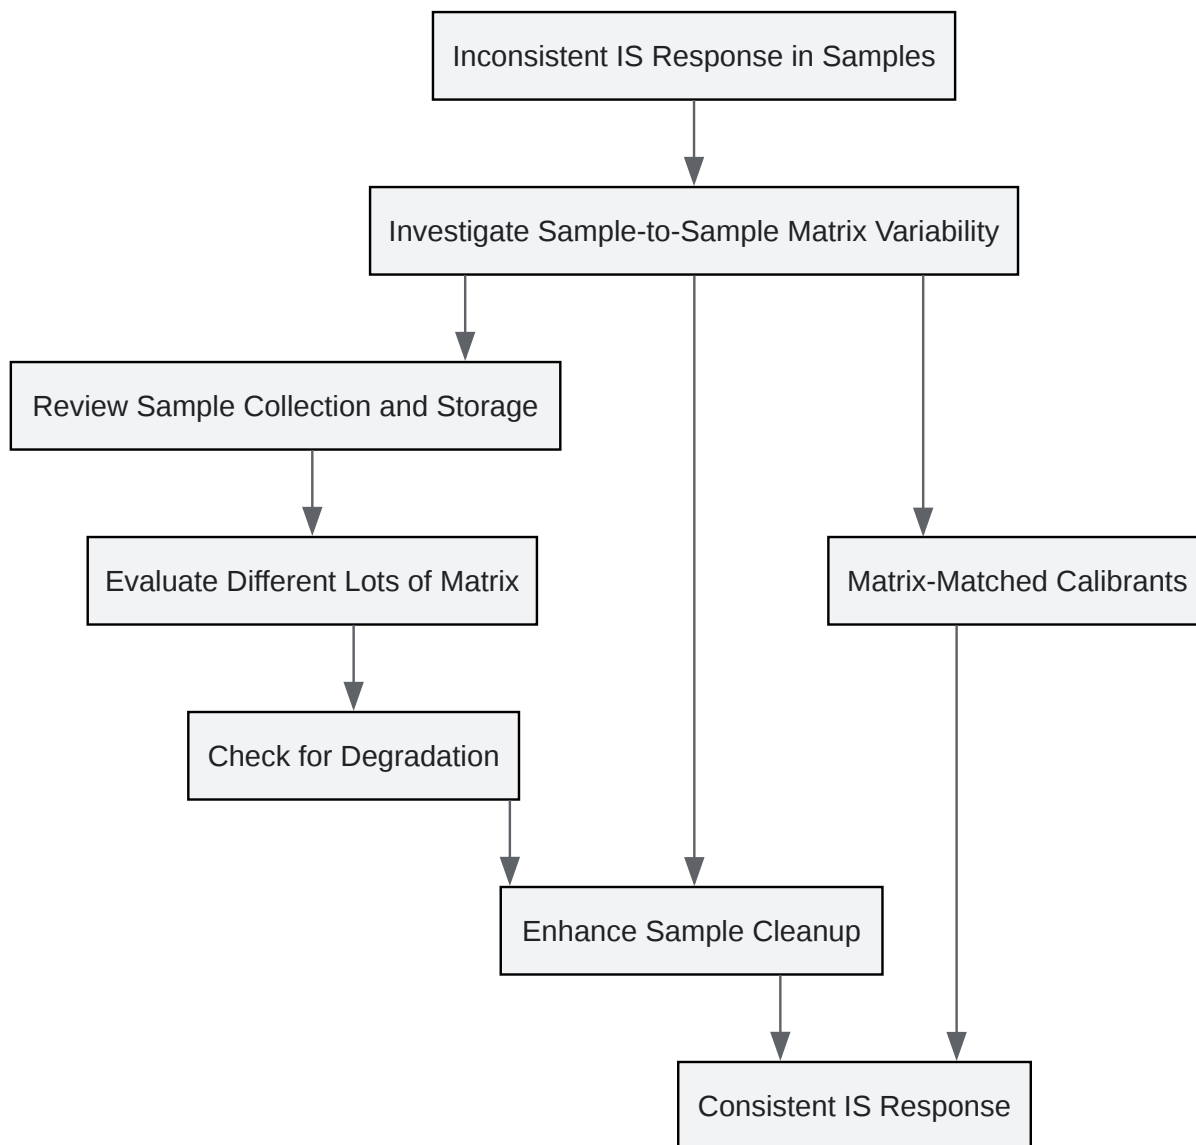 Inconsistent IS Response in Samples
Investigate Sample-to-Sample Matrix Variability
Review Sample Collection and Storage
Evaluate Different Lots of Matrix
Matrix-Matched Calibrants
Check for Degradation
Enhance Sample Cleanup
Consistent IS Response